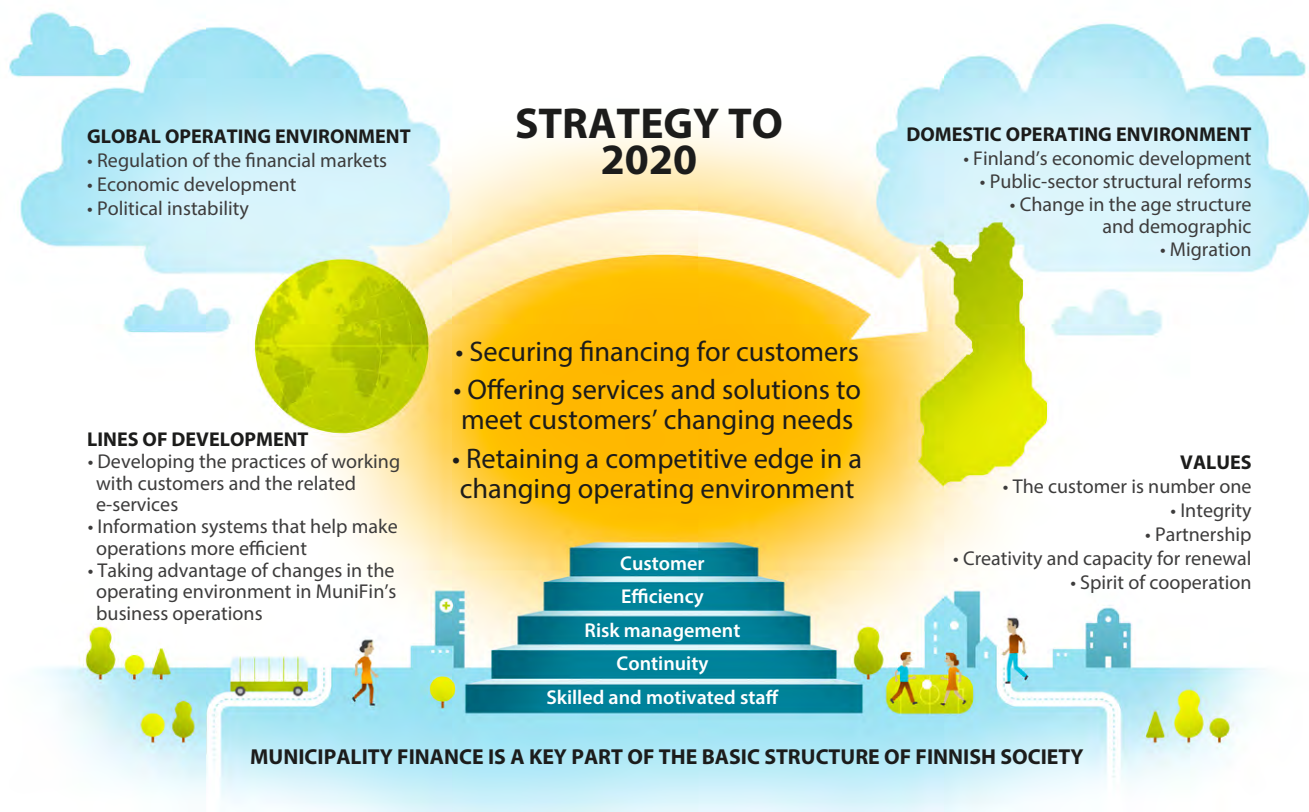 STRATEGY TO
2020
GLOBAL OPERATING ENVIRONMENT
• Regulation of the financial markets
• Economic development
• Political instability
DOMESTIC OPERATING ENVIRONMENT
• Finland’s economic development
• Public-sector structural reforms
• Change in the age structure
and demographic
• Migration
• Securing financing for customers
• Offering services and solutions to
meet customers’ changing needs
• Retaining a competitive edge in a
changing operating environment
LINES OF DEVELOPMENT
• Developing the practices of working
with customers and the related
e-services
• Information systems that help make
operations more efficient
• Taking advantage of changes in the
operating environment in MuniFin’s
business operations
VALUES
• The customer is number one
• Integrity
• Partnership
• Creativity and capacity for renewal
• Spirit of cooperation
Customer
Efficiency
Risk management
Continuity
Skilled and motivated staff
MUNICIPALITY FINANCE IS A KEY PART OF THE BASIC STRUCTURE OF FINNISH SOCIETY